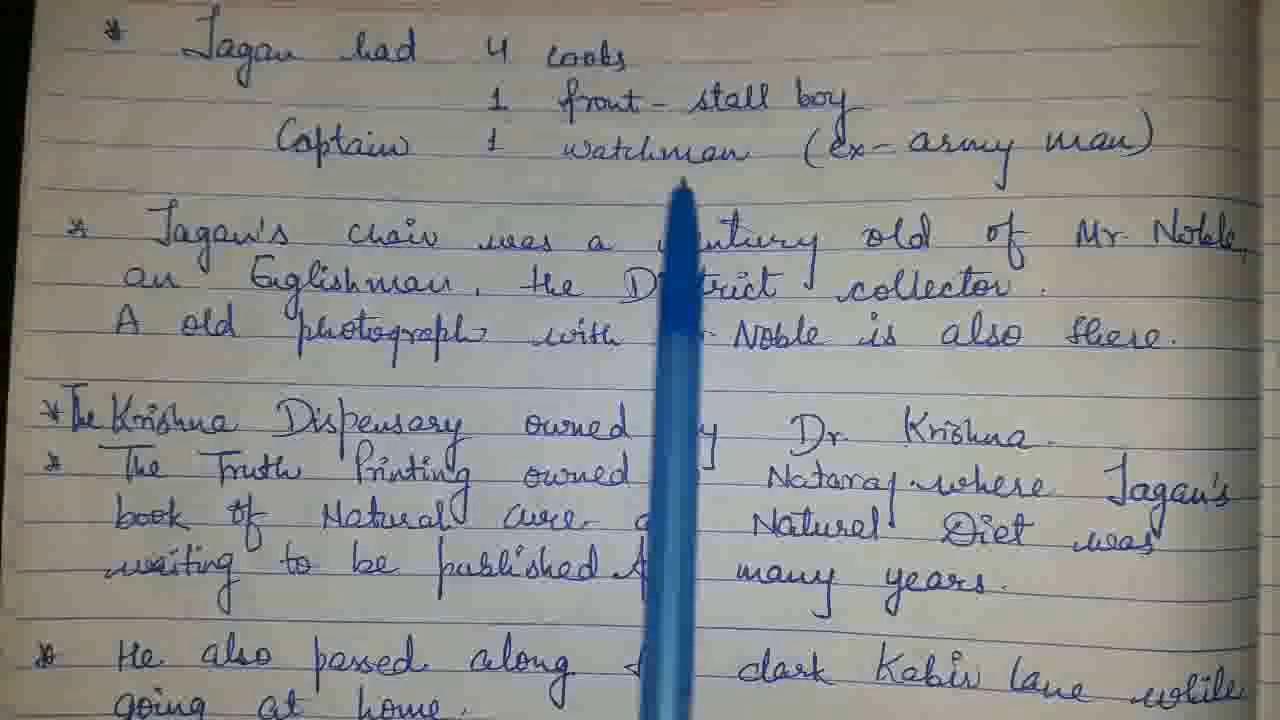 * Jagan had 4 cooks
1 front-stall boy
Captain 1 watchman (ex-army man)
* Jagan's chair was a century old of Mr. Noble,
an Englishman, the District collector.
A old photograph with Noble is also there.
* The Krishna Dispensary owned by Dr. Krishna.
* The Truth Printing owned Nataraj where Jagan's
book of Natural cure Natural Diet was
waiting to be published many years.
* He also passed along dark Kabir lane while
going at home.